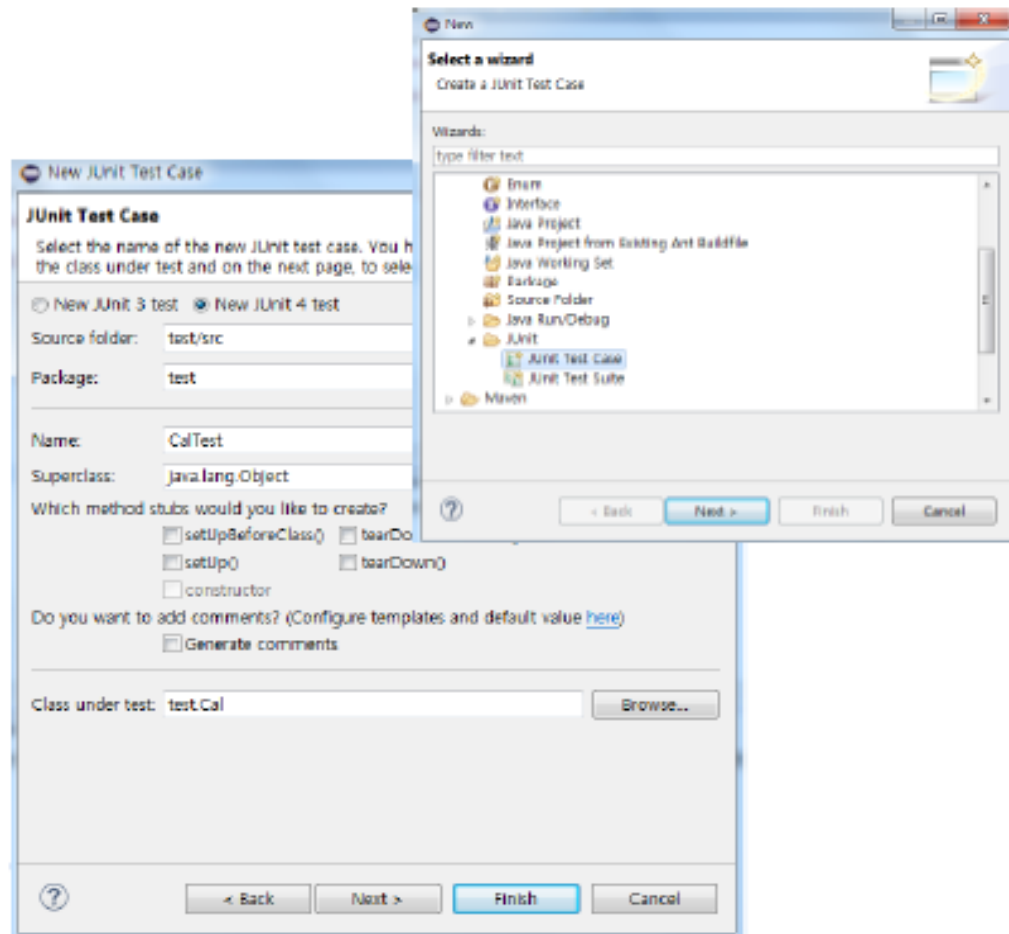 New
Select a wizard
Create a JUnit Test Case
Wizards:
type filter text
Enum
Interface
Java Project
Java Project from Existing Ant Buildfile
Java Working Set
Package
Source Folder
Java Run/Debug
JUnit
JUnit Test Case
JUnit Test Suite
Maven
< Back Next > Finish Cancel
New JUnit Test Case
JUnit Test Case
Select the name of the new JUnit test case. You h
the class under test and on the next page, to sele
New JUnit 3 test New JUnit 4 test
Source folder: test/src
Package: test
Name: CalTest
Superclass: java.lang.Object
Which method stubs would you like to create?
setUpBeforeClass() tearDo
setUp() tearDown()
constructor
Do you want to add comments? (Configure templates and default value here)
Generate comments
Class under test: test.Cal Browse...
< Back Next > Finish Cancel